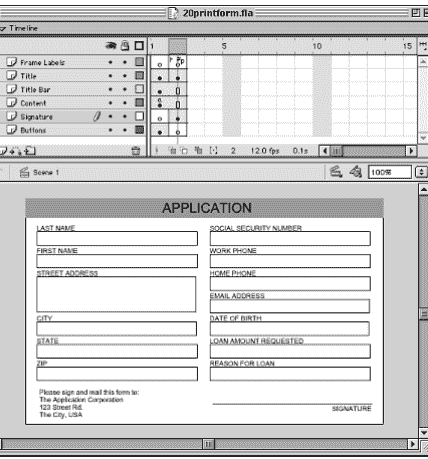 20printform.fla
Timeline
1 5 10 15
Frame Labels
Title
Title Bar
Content
Signature
Buttons
2 12.0 fps 0.1s
Scene 1 100%
APPLICATION
LAST NAME
FIRST NAME
STREET ADDRESS
CITY
STATE
ZIP
SOCIAL SECURITY NUMBER
WORK PHONE
HOME PHONE
EMAIL ADDRESS
DATE OF BIRTH
LOAN AMOUNT REQUESTED
REASON FOR LOAN
Please sign and mail this form to:
The Application Corporation
123 Street Rd.
The City, USA
SIGNATURE